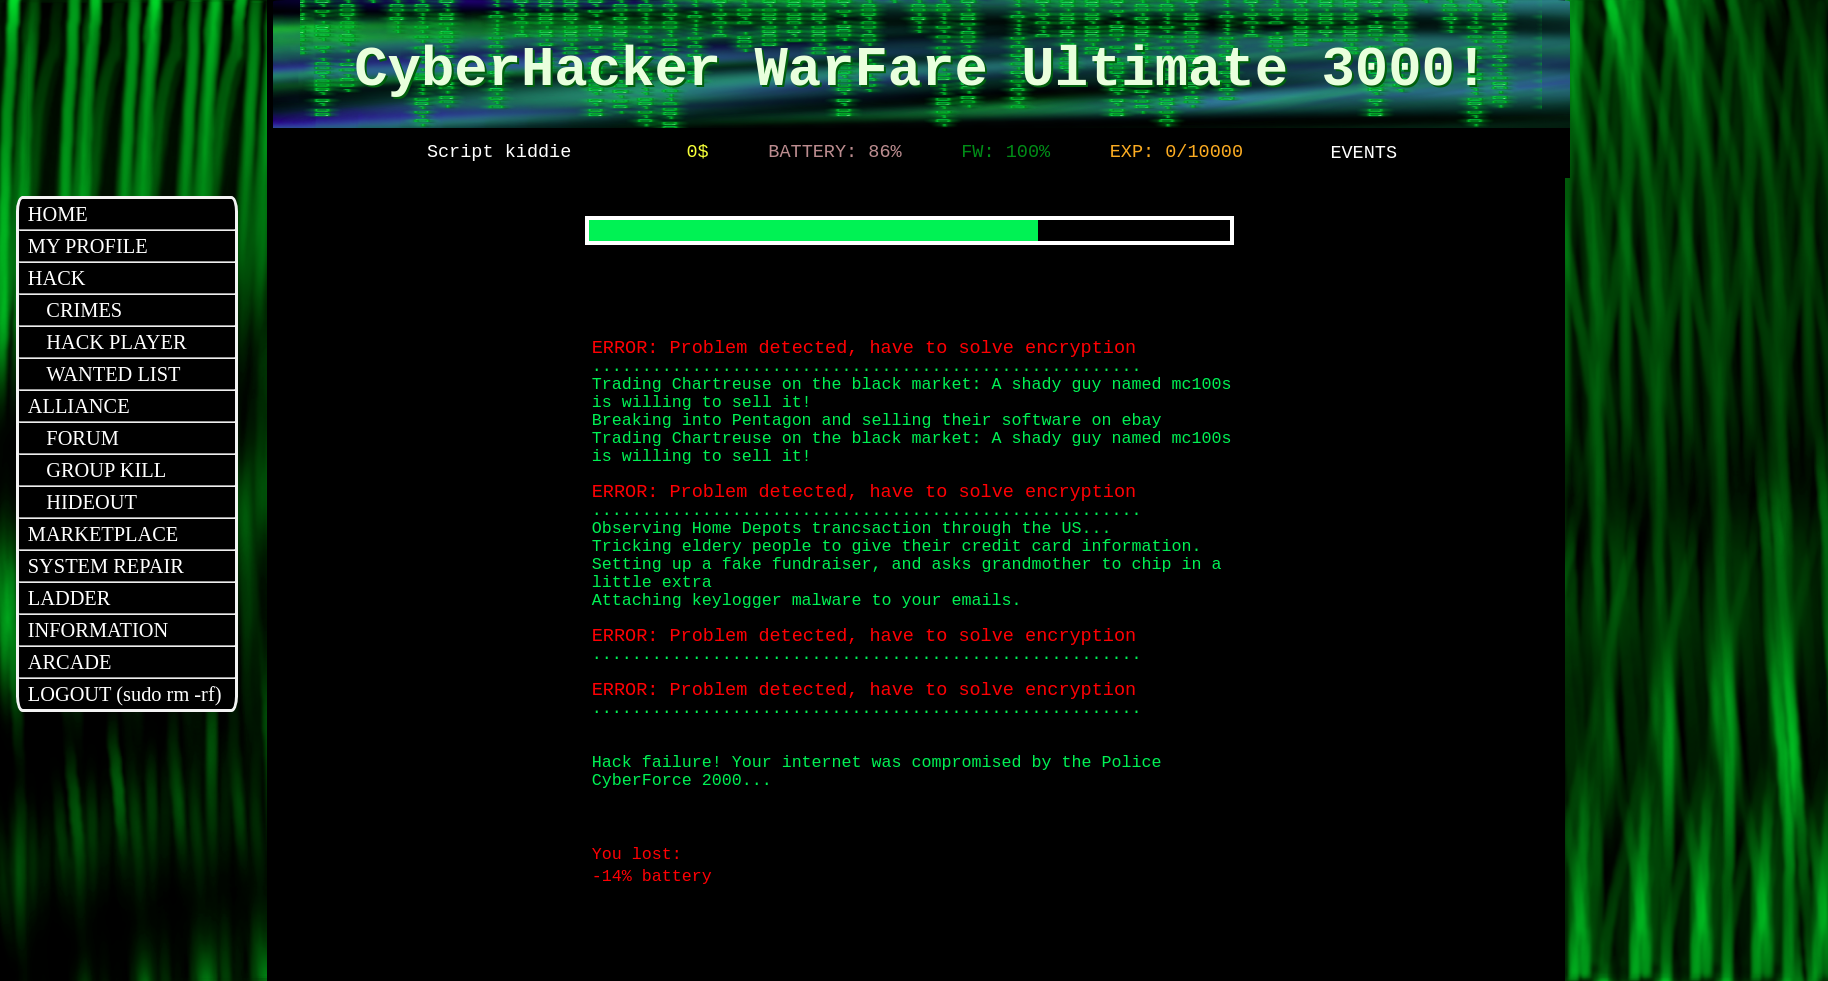 CyberHacker WarFare Ultimate 3000!
Script kiddie 0$ BATTERY: 86% FW: 100% EXP: 0/10000 EVENTS
HOME
MY PROFILE
HACK
CRIMES
HACK PLAYER
WANTED LIST
ALLIANCE
FORUM
GROUP KILL
HIDEOUT
MARKETPLACE
SYSTEM REPAIR
LADDER
INFORMATION
ARCADE
LOGOUT (sudo rm -rf)
ERROR: Problem detected, have to solve encryption
.......................................................
Trading Chartreuse on the black market: A shady guy named mc100s
is willing to sell it!
Breaking into Pentagon and selling their software on ebay
Trading Chartreuse on the black market: A shady guy named mc100s
is willing to sell it!
ERROR: Problem detected, have to solve encryption
.......................................................
Observing Home Depots trancsaction through the US...
Tricking eldery people to give their credit card information.
Setting up a fake fundraiser, and asks grandmother to chip in a
little extra
Attaching keylogger malware to your emails.
ERROR: Problem detected, have to solve encryption
.......................................................
ERROR: Problem detected, have to solve encryption
.......................................................
Hack failure! Your internet was compromised by the Police
CyberForce 2000...
You lost:
-14% battery